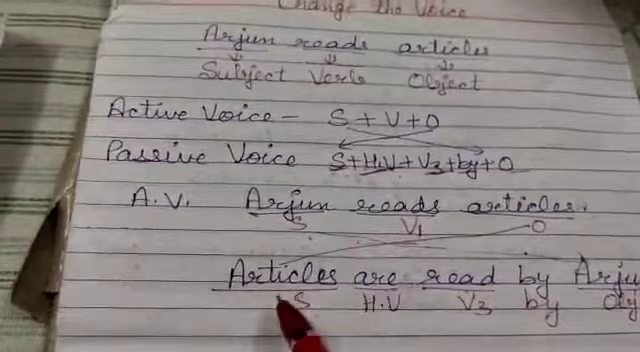 Change the Voice
Arjun reads articles
Subject Verb Object
Active Voice - S + V + O
Passive Voice S+H.V+V3+by+O
A.V. Arjun reads articles.
S V1 O
Articles are read by Arju
S H.V V3 by Obj